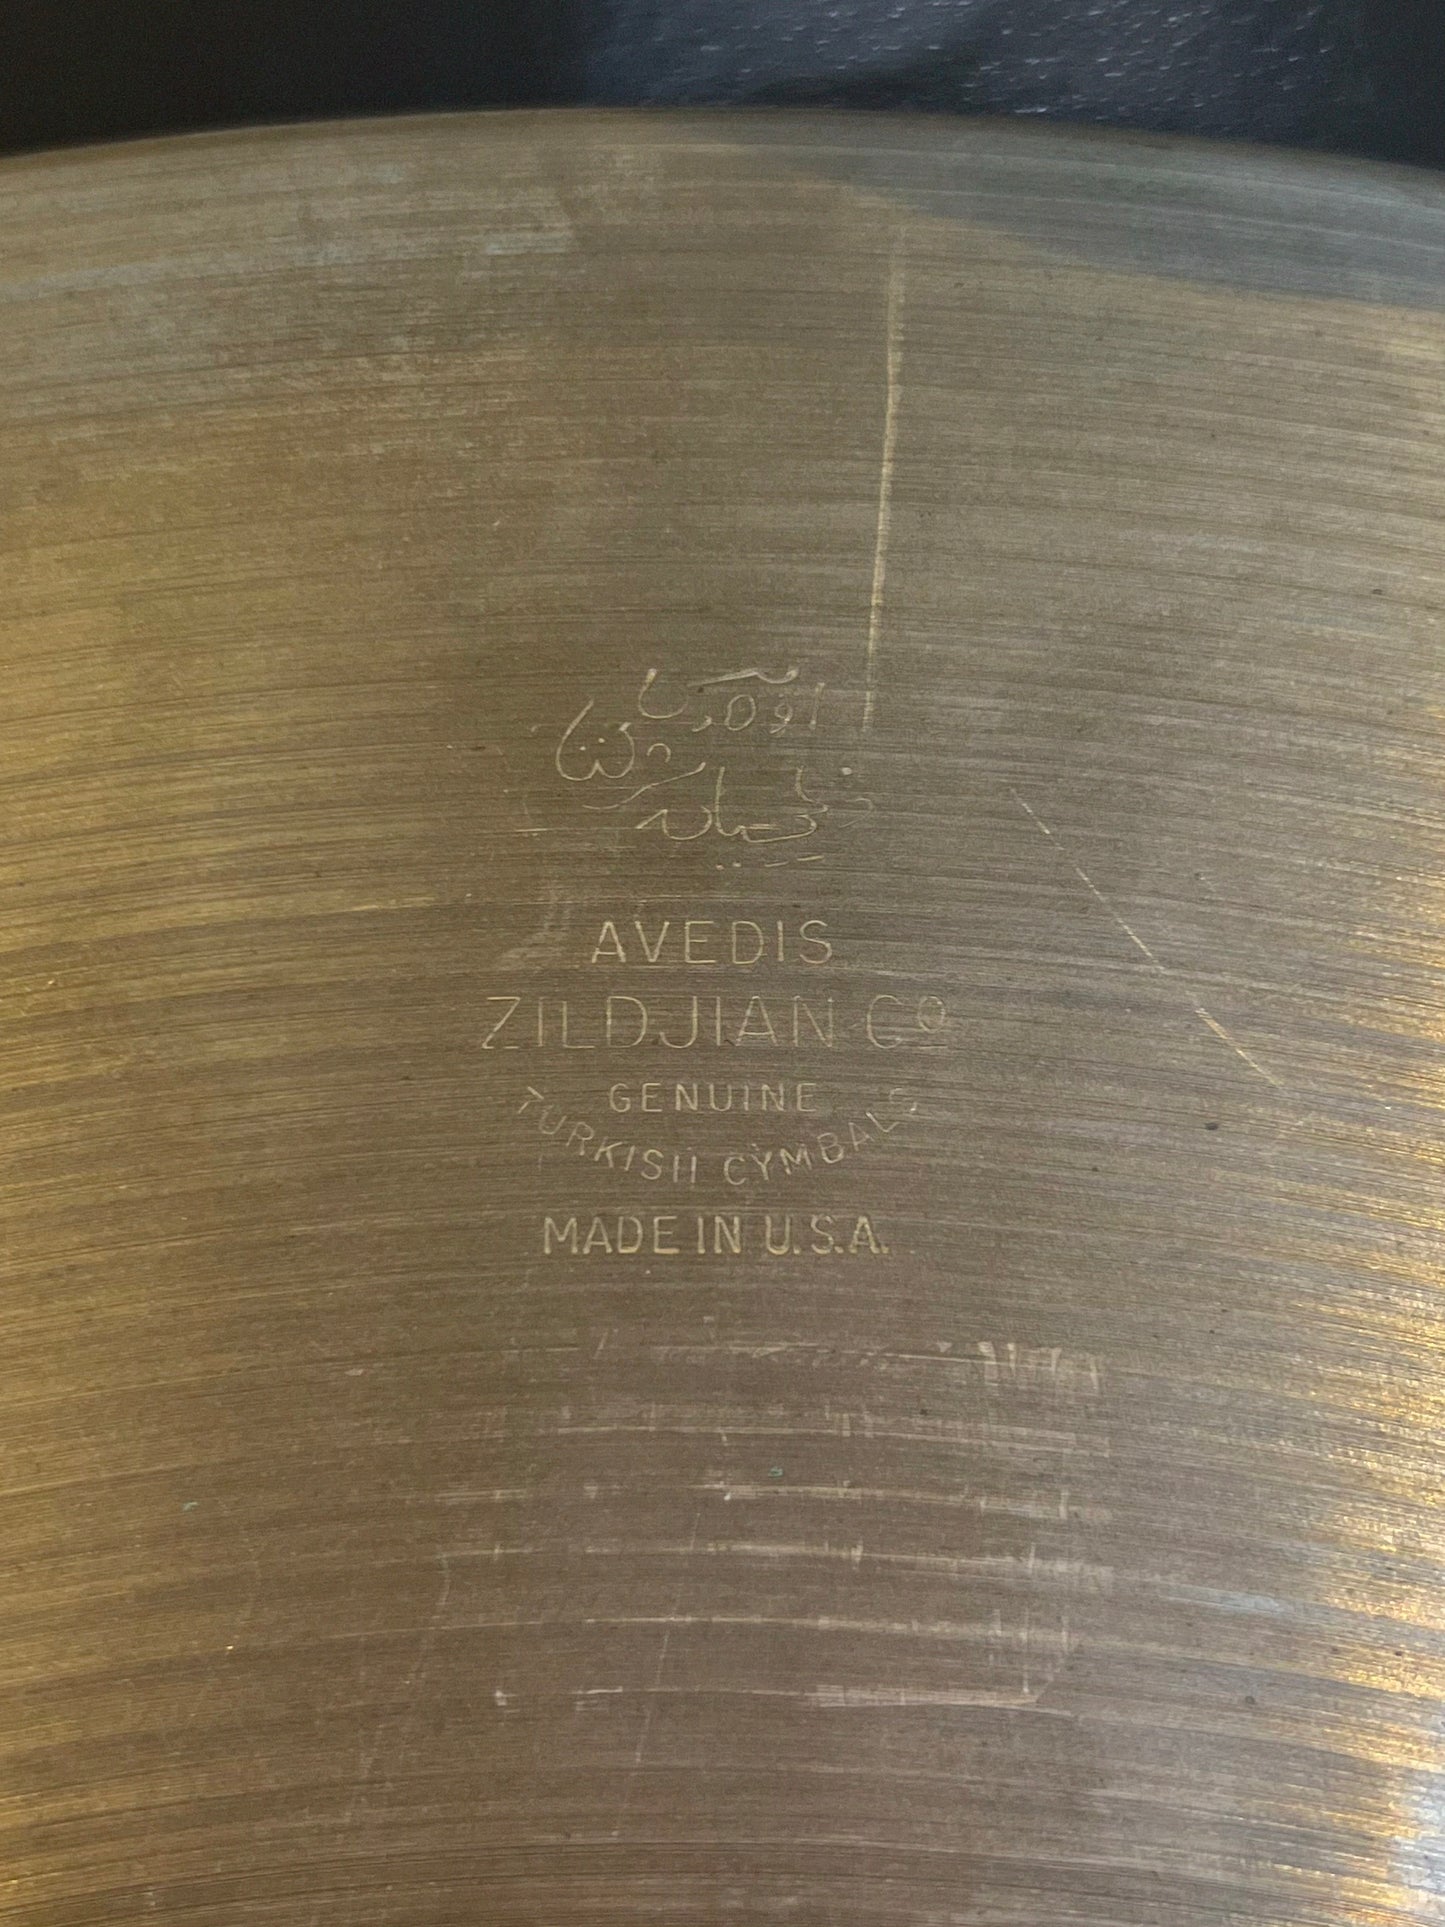 AVEDIS
ZILDJIAN Cº
GENUINE
TURKISH CYMBALS
MADE IN U.S.A.